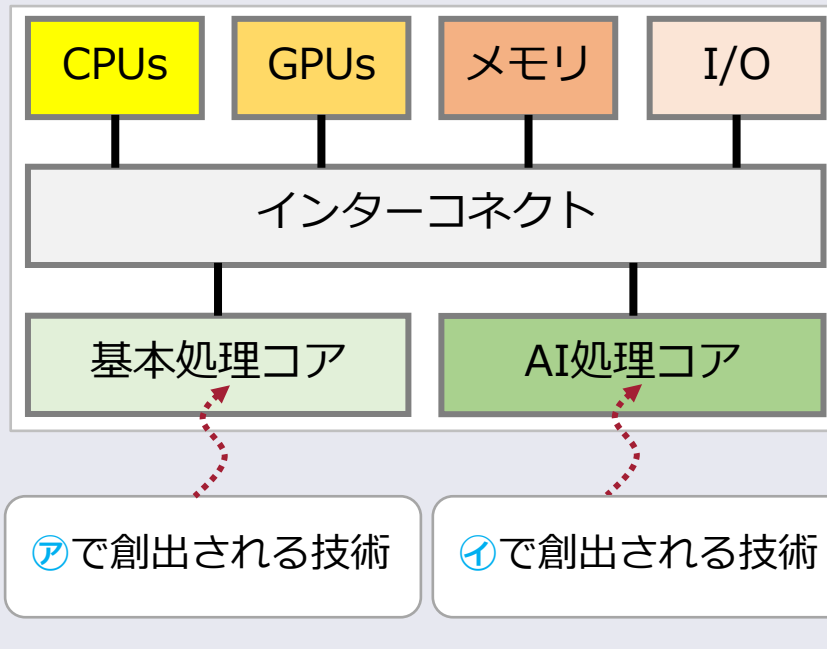 CPUs
GPUs
メモリ
I/O
インターコネクト
基本処理コア
AI処理コア
㋐で創出される技術
㋑で創出される技術